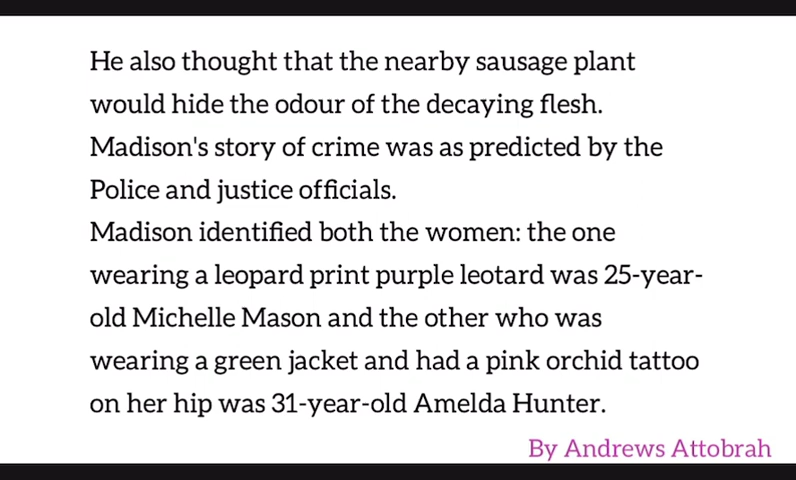 He also thought that the nearby sausage plant
would hide the odour of the decaying flesh.
Madison's story of crime was as predicted by the
Police and justice officials.
Madison identified both the women: the one
wearing a leopard print purple leotard was 25-year-
old Michelle Mason and the other who was
wearing a green jacket and had a pink orchid tattoo
on her hip was 31-year-old Amelda Hunter.
By Andrews Attobrah